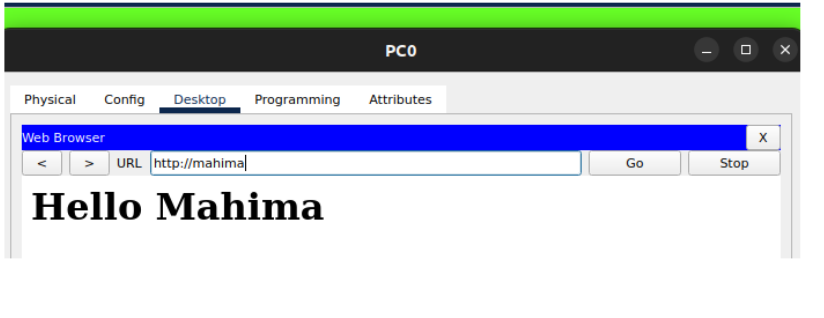 PC0
Physical Config Desktop Programming Attributes
Web Browser
X
< > URL http://mahima Go Stop
Hello Mahima